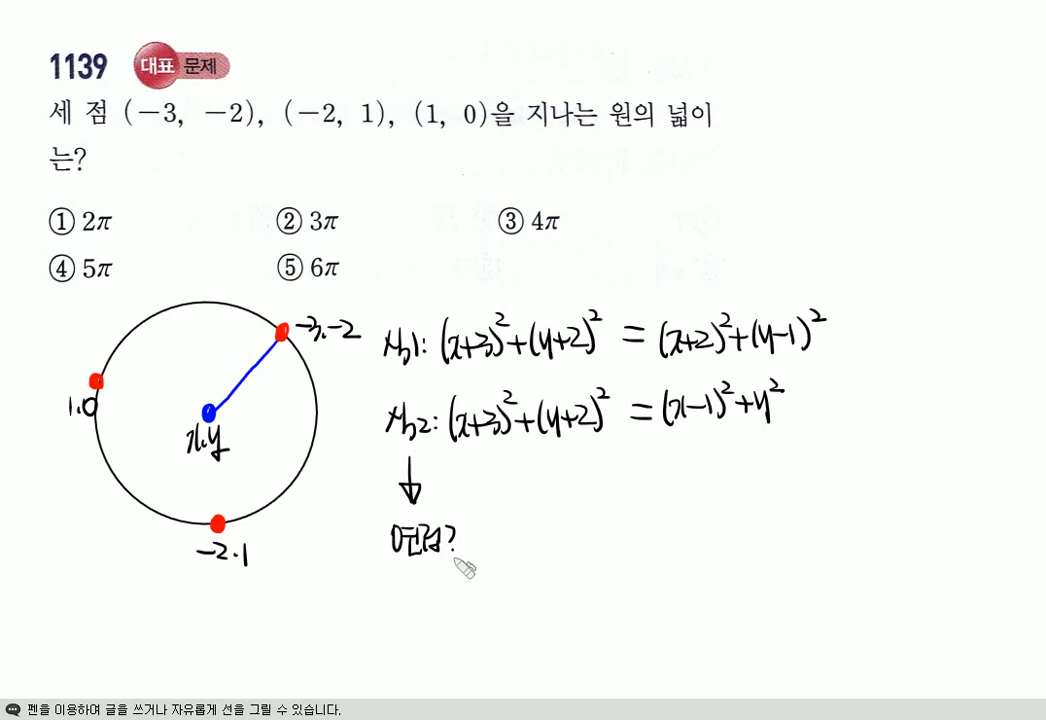 1139 대표 문제
세 점 (−3, −2), (−2, 1), (1, 0)을 지나는 원의 넓이
는?
① 2π ② 3π ③ 4π
④ 5π ⑤ 6π
-3.-2
1.0
x.y
-2.1
식1: (x+3)²+(y+2)² = (x+2)²+(y-1)²
식2: (x+3)²+(y+2)² = (x-1)²+y²
↓
면적?
펜을 이용하여 글을 쓰거나 자유롭게 선을 그릴 수 있습니다.